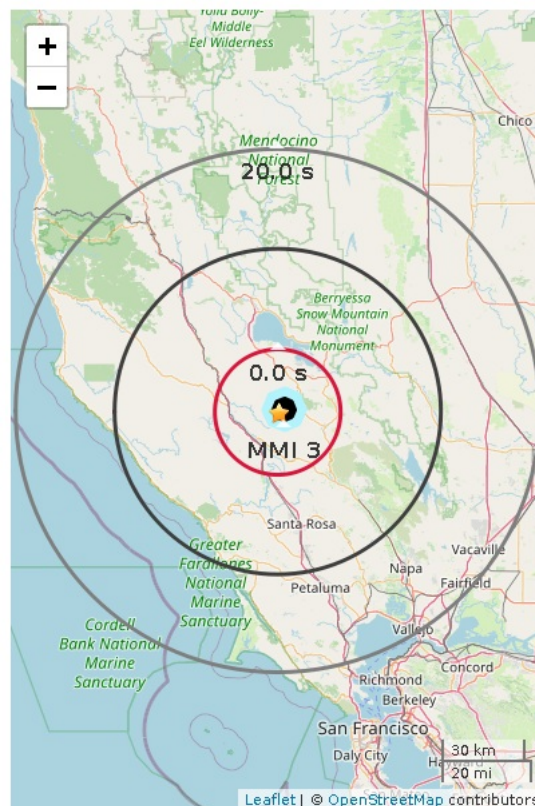 Yolla Bolly-
Middle
Eel Wilderness
+
−
Chico
Mendocino
National
Forest
20.0 s
Berryessa
Snow Mountain
National
Monument
0.0 s
MMI 3
Santa Rosa
Greater
Farallones
National
Marine
Sanctuary
Petaluma
Napa
Vacaville
Fairfield
Vallejo
Cordell
Bank National
Marine
Sanctuary
Concord
Richmond
Berkeley
San Francisco
Daly City
30 km
20 mi
Leaflet | © OpenStreetMap contributors